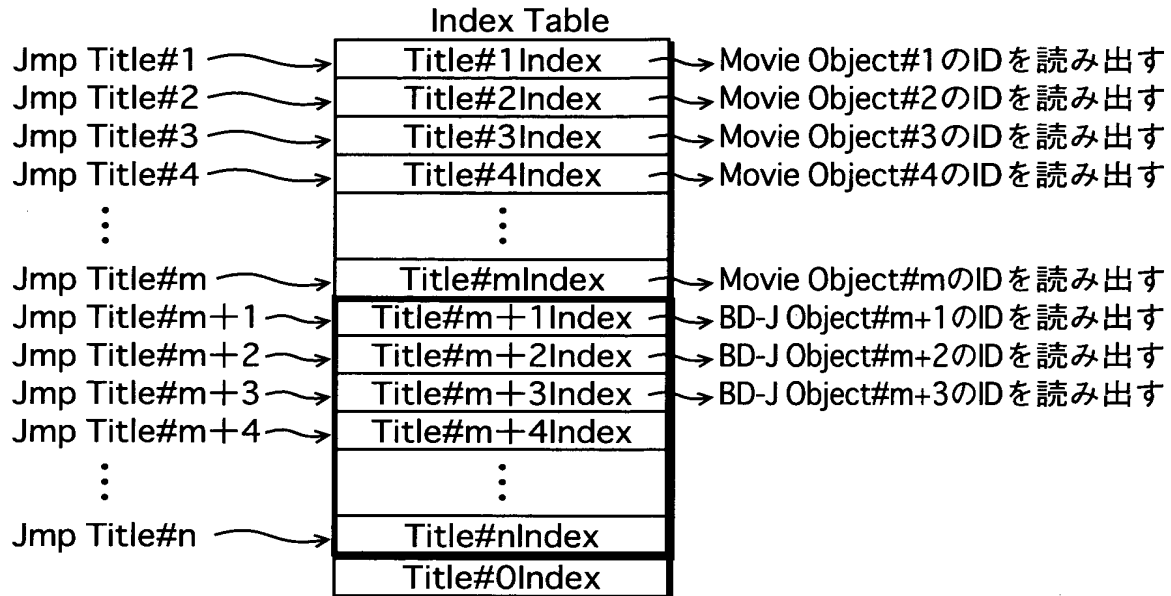 Index Table
Jmp Title#1 Title#1Index Movie Object#1のIDを読み出す
Jmp Title#2 Title#2Index Movie Object#2のIDを読み出す
Jmp Title#3 Title#3Index Movie Object#3のIDを読み出す
Jmp Title#4 Title#4Index Movie Object#4のIDを読み出す
Jmp Title#m Title#mIndex Movie Object#mのIDを読み出す
Jmp Title#m+1 Title#m+1Index BD-J Object#m+1のIDを読み出す
Jmp Title#m+2 Title#m+2Index BD-J Object#m+2のIDを読み出す
Jmp Title#m+3 Title#m+3Index BD-J Object#m+3のIDを読み出す
Jmp Title#m+4 Title#m+4Index
Jmp Title#n Title#nIndex
Title#0Index